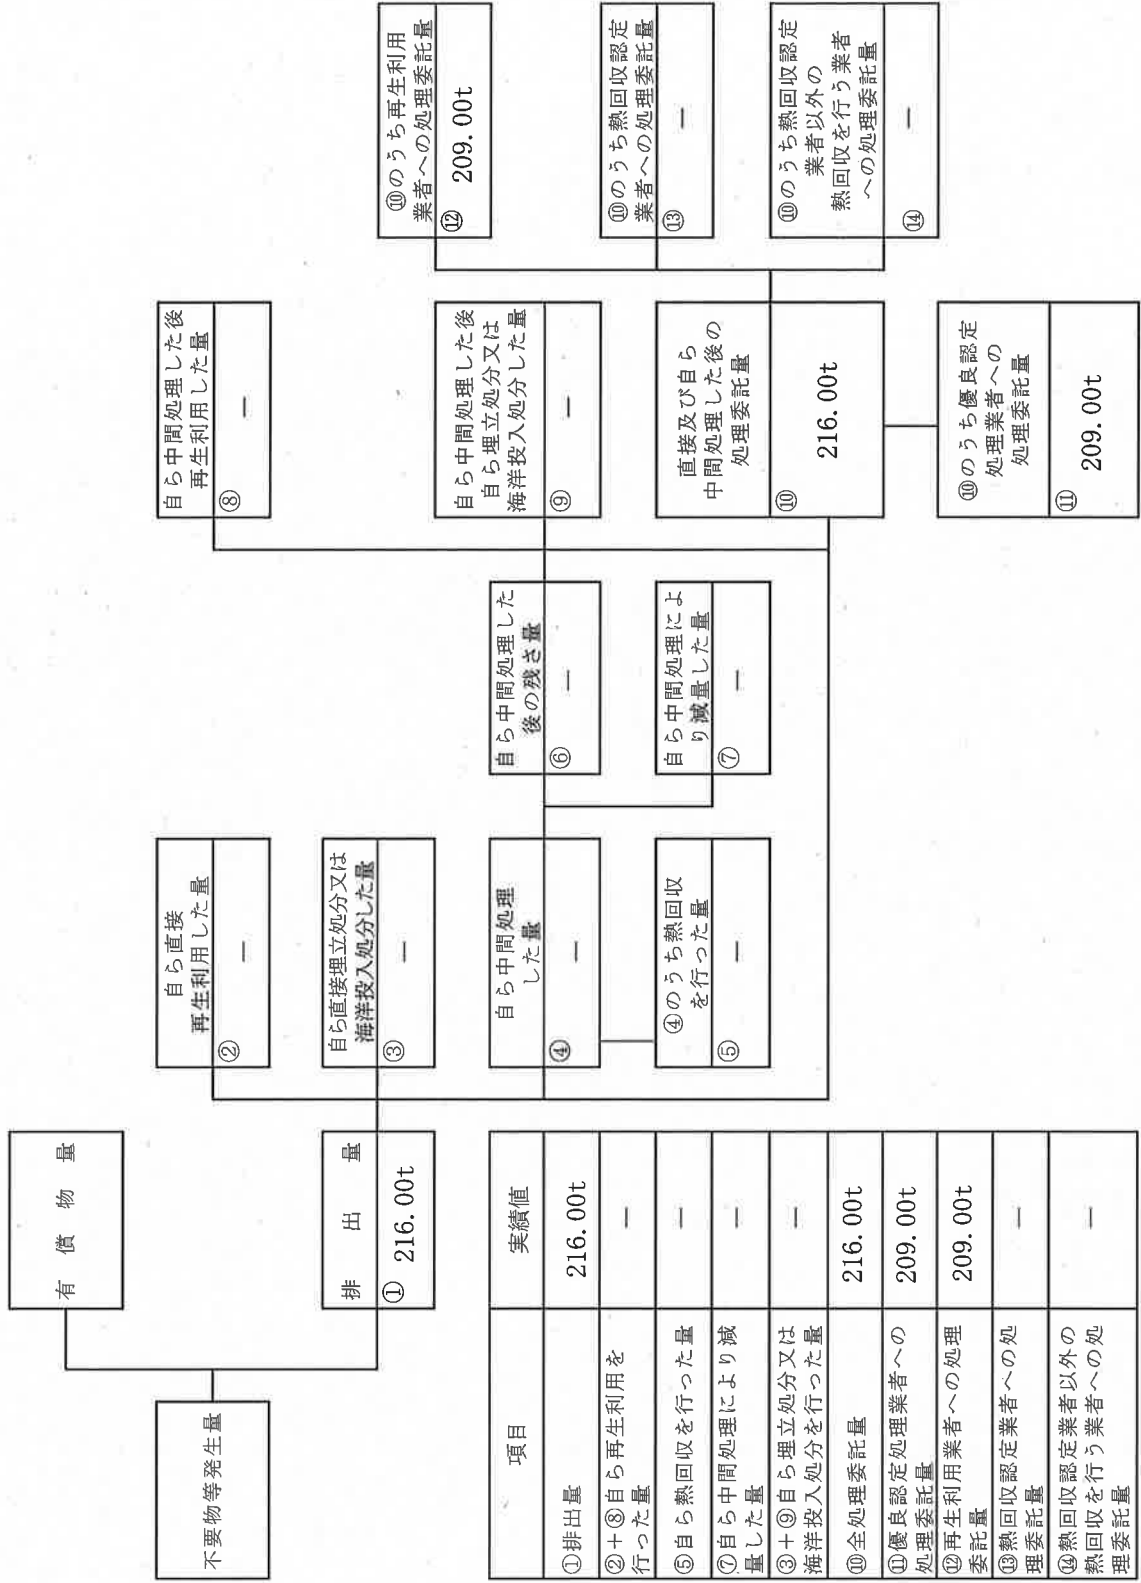 不要物等発生量
有償物量
排出量
① 216.00t
自ら直接
再生利用した量
② －
自ら直接埋立処分又は
海洋投入処分した量
③ －
自ら中間処理
した量
④ －
④のうち熱回収
を行った量
⑤ －
自ら中間処理した
後の残さ量
⑥ －
自ら中間処理によ
り減量した量
⑦ －
自ら中間処理した後
再生利用した量
⑧ －
自ら中間処理した後
自ら埋立処分又は
海洋投入処分した量
⑨ －
直接及び自ら
中間処理した後の
処理委託量
⑩ 216.00t
⑩のうち優良認定
処理業者への
処理委託量
⑪ 209.00t
⑩のうち再生利用
業者への処理委託量
⑫ 209.00t
⑩のうち熱回収認定
業者への処理委託量
⑬ －
⑩のうち熱回収認定
業者以外の
熱回収を行う業者
への処理委託量
⑭ －
項目 実績値
①排出量 216.00t
②＋⑧自ら再生利用を
行った量 －
⑤自ら熱回収を行った量 －
⑦自ら中間処理により減
量した量 －
③＋⑨自ら埋立処分又は
海洋投入処分を行った量 －
⑩全処理委託量 216.00t
⑪優良認定処理業者への
処理委託量 209.00t
⑫再生利用業者への処理
委託量 209.00t
⑬熱回収認定業者への処
理委託量 －
⑭熱回収認定業者以外の
熱回収を行う業者への処
理委託量 －